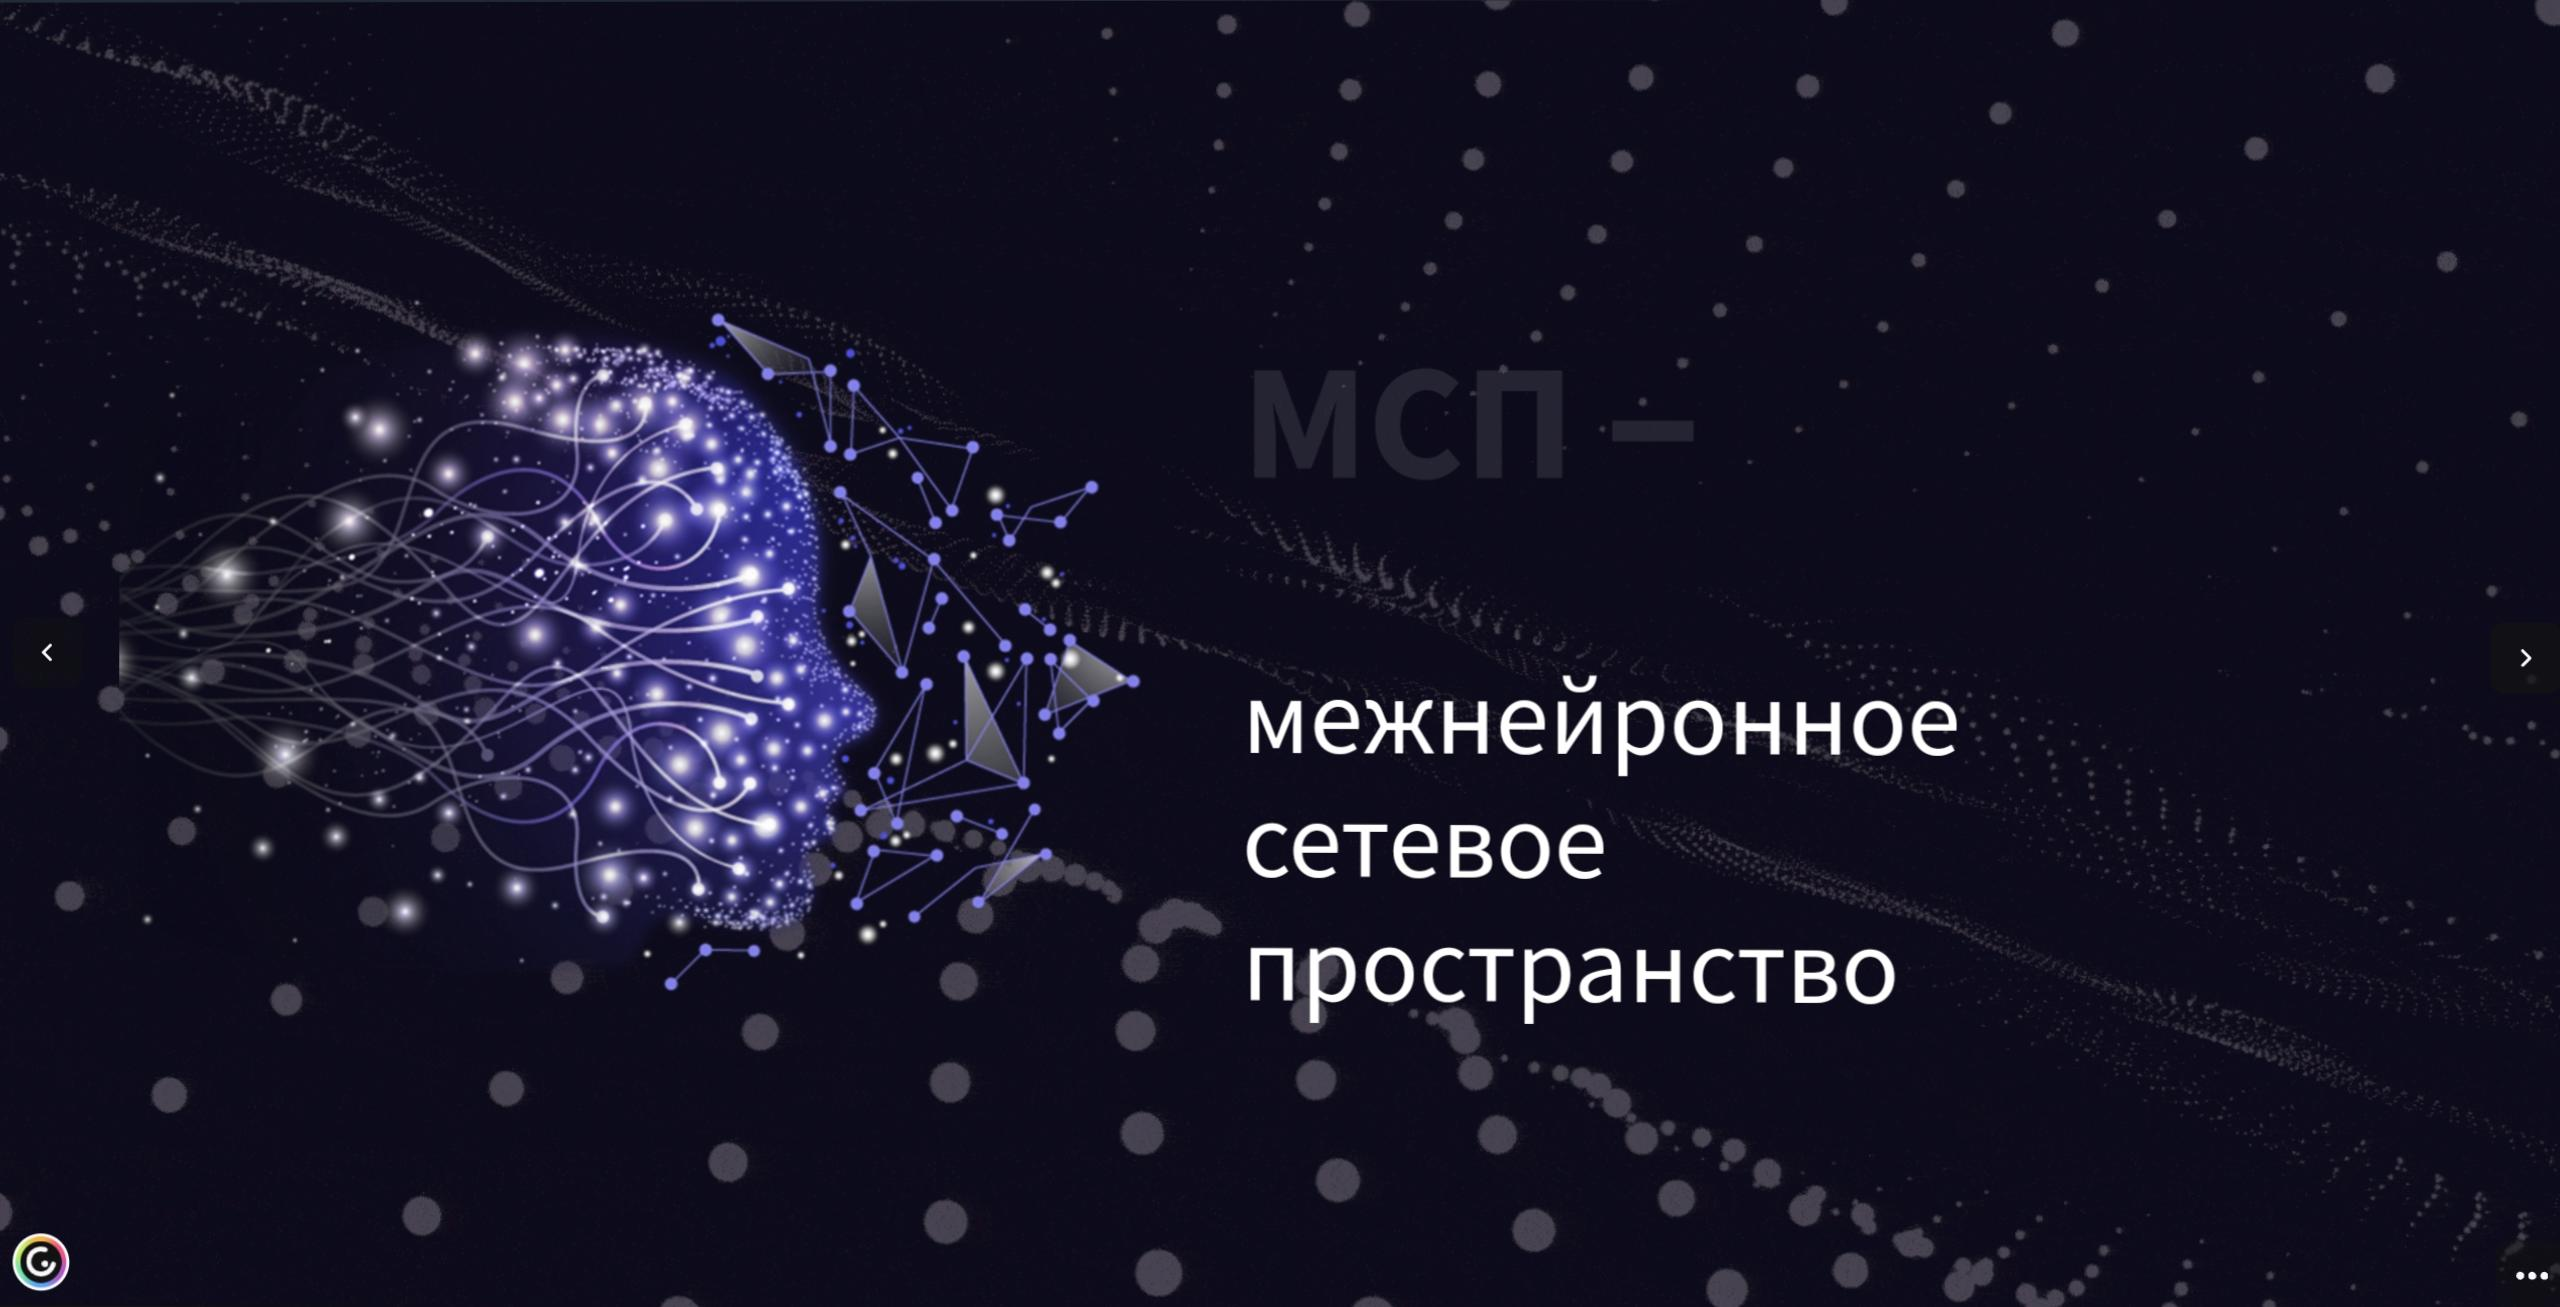 МСП –
межнейронное
сетевое
пространство